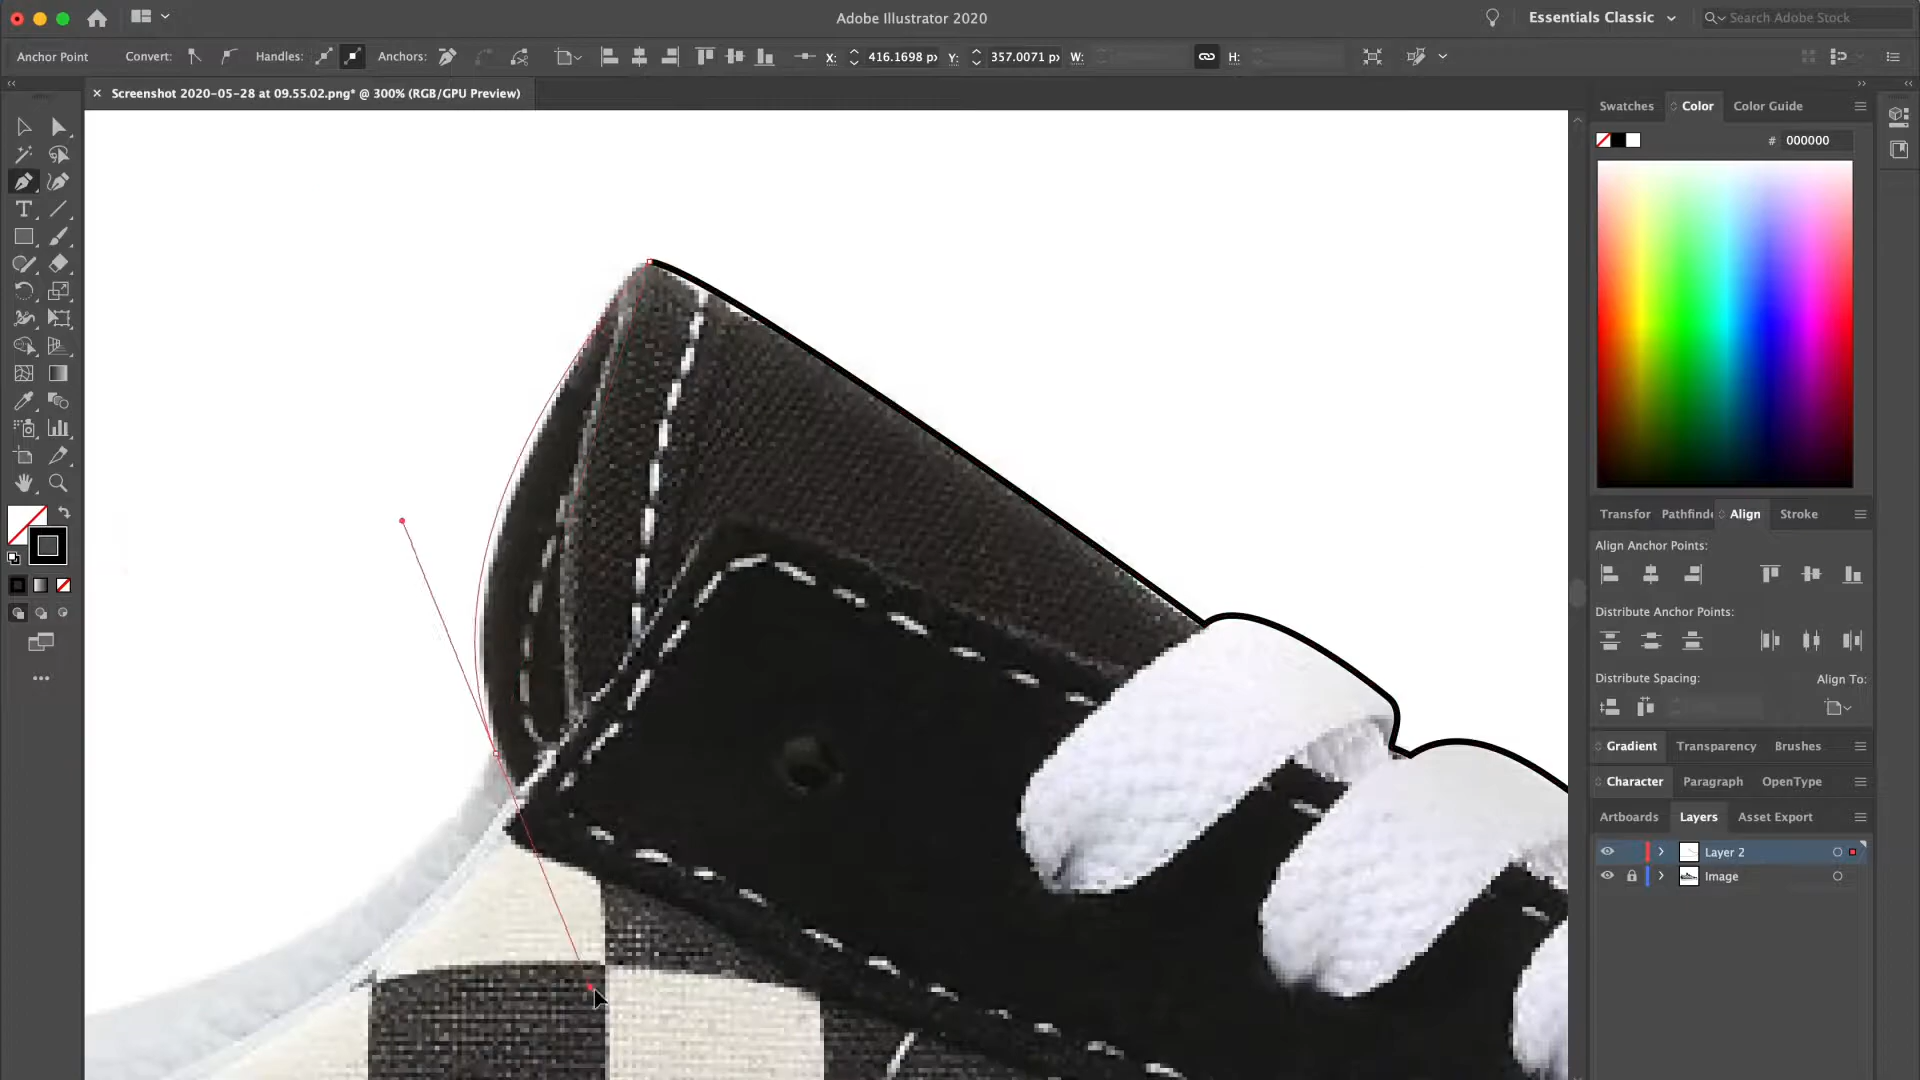 Adobe Illustrator 2020
Essentials Classic
Search Adobe Stock
Anchor Point
Convert:
Handles:
Anchors:
X:
416.1698 p
Y:
357.0071 p
W:
H:
× Screenshot 2020-05-28 at 09.55.02.png* @ 300% (RGB/GPU Preview)
Swatches
Color
Color Guide
# 000000
Transfor
Pathfinde
Align
Stroke
Align Anchor Points:
Distribute Anchor Points:
Distribute Spacing:
Align To:
Gradient
Transparency
Brushes
Character
Paragraph
OpenType
Artboards
Layers
Asset Export
Layer 2
Image